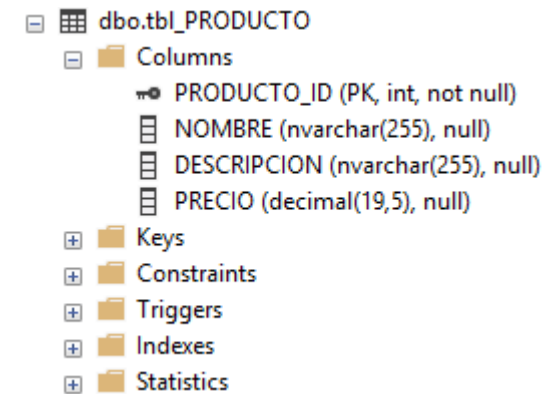 dbo.tbl_PRODUCTO
Columns
PRODUCTO_ID (PK, int, not null)
NOMBRE (nvarchar(255), null)
DESCRIPCION (nvarchar(255), null)
PRECIO (decimal(19,5), null)
Keys
Constraints
Triggers
Indexes
Statistics